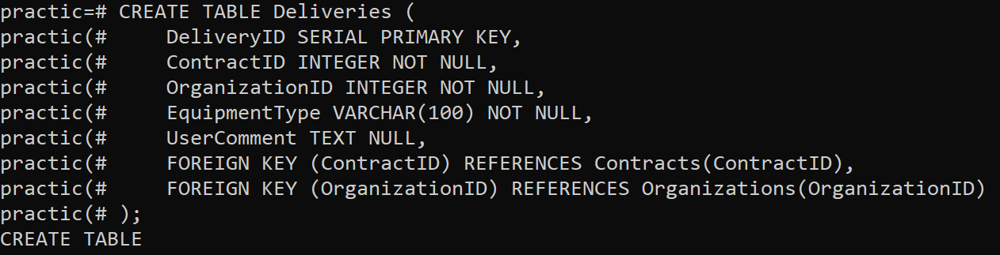 practic=# CREATE TABLE Deliveries (
practic(#     DeliveryID SERIAL PRIMARY KEY,
practic(#     ContractID INTEGER NOT NULL,
practic(#     OrganizationID INTEGER NOT NULL,
practic(#     EquipmentType VARCHAR(100) NOT NULL,
practic(#     UserComment TEXT NULL,
practic(#     FOREIGN KEY (ContractID) REFERENCES Contracts(ContractID),
practic(#     FOREIGN KEY (OrganizationID) REFERENCES Organizations(OrganizationID)
practic(# );
CREATE TABLE